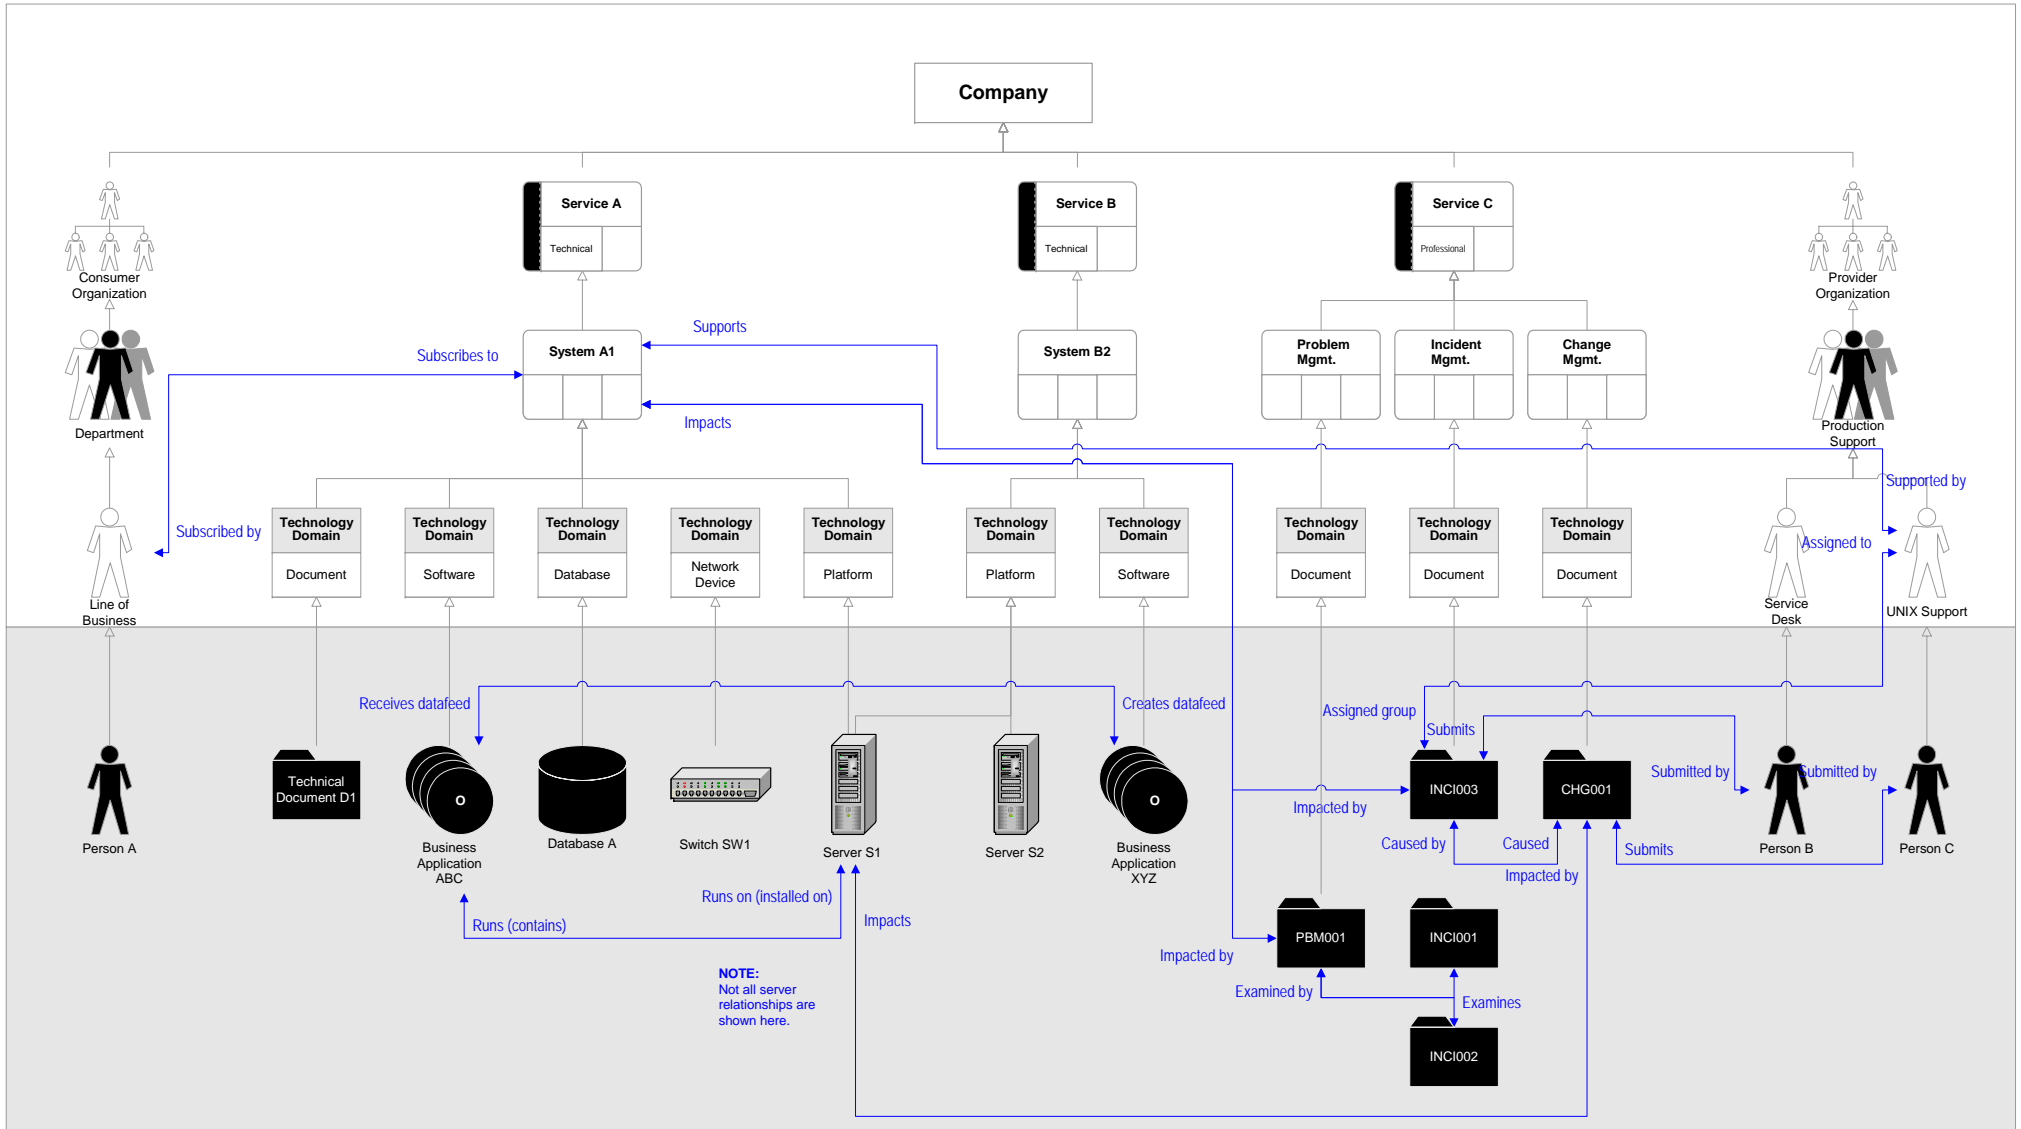 Company
Service A
Technical
Service B
Technical
Service C
Professional
Consumer
Organization
Provider
Organization
Supports
Subscribes to
System A1
System B2
Problem
Mgmt.
Incident
Mgmt.
Change
Mgmt.
Impacts
Department
Production
Support
Supported by
Subscribed by
Technology
Domain
Document
Technology
Domain
Software
Technology
Domain
Database
Technology
Domain
Network
Device
Technology
Domain
Platform
Technology
Domain
Platform
Technology
Domain
Software
Technology
Domain
Document
Technology
Domain
Document
Technology
Domain
Document
Assigned to
Line of
Business
Service
Desk
UNIX Support
Receives datafeed
Creates datafeed
Assigned group
Submits
Submitted by
Submitted by
Technical
Document D1
O
O
INCI003
CHG001
Impacted by
Person A
Business
Application
ABC
Database A
Switch SW1
Server S1
Server S2
Business
Application
XYZ
Caused by
Caused
Submits
Person B
Person C
Impacted by
Runs on (installed on)
Runs (contains)
Impacts
PBM001
INCI001
Impacted by
NOTE:
Not all server
relationships are
shown here.
Examined by
Examines
INCI002